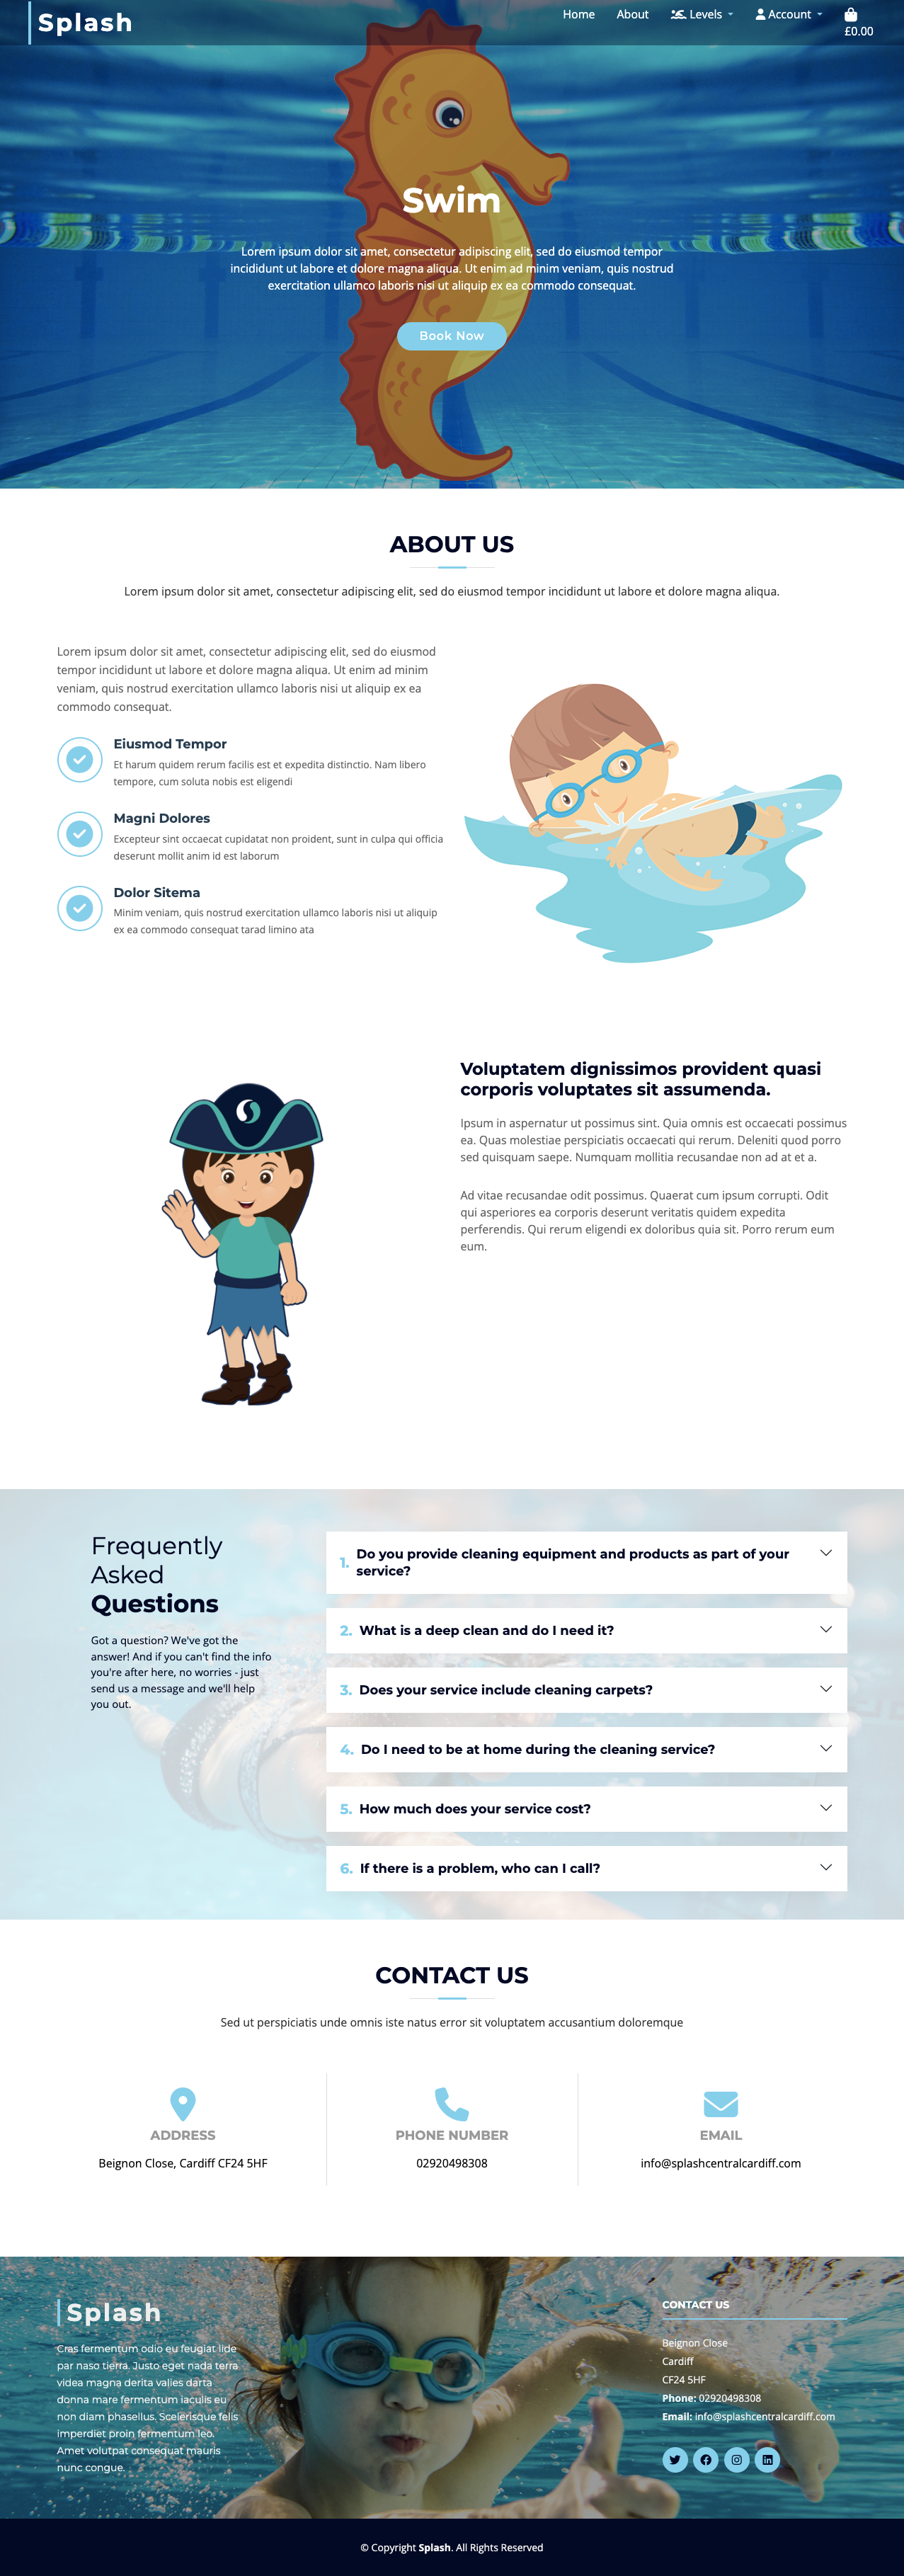 Splash
Home About Levels Account
£0.00
Swim
Lorem ipsum dolor sit amet, consectetur adipiscing elit, sed do eiusmod tempor
incididunt ut labore et dolore magna aliqua. Ut enim ad minim veniam, quis nostrud
exercitation ullamco laboris nisi ut aliquip ex ea commodo consequat.
Book Now
ABOUT US
Lorem ipsum dolor sit amet, consectetur adipiscing elit, sed do eiusmod tempor incididunt ut labore et dolore magna aliqua.
Lorem ipsum dolor sit amet, consectetur adipiscing elit, sed do eiusmod
tempor incididunt ut labore et dolore magna aliqua. Ut enim ad minim
veniam, quis nostrud exercitation ullamco laboris nisi ut aliquip ex ea
commodo consequat.
Eiusmod Tempor
Et harum quidem rerum facilis est et expedita distinctio. Nam libero
tempore, cum soluta nobis est eligendi
Magni Dolores
Excepteur sint occaecat cupidatat non proident, sunt in culpa qui officia
deserunt mollit anim id est laborum
Dolor Sitema
Minim veniam, quis nostrud exercitation ullamco laboris nisi ut aliquip
ex ea commodo consequat tarad limino ata
Voluptatem dignissimos provident quasi
corporis voluptates sit assumenda.
Ipsum in aspernatur ut possimus sint. Quia omnis est occaecati possimus
ea. Quas molestiae perspiciatis occaecati qui rerum. Deleniti quod porro
sed quisquam saepe. Numquam mollitia recusandae non ad at et a.
Ad vitae recusandae odit possimus. Quaerat cum ipsum corrupti. Odit
qui asperiores ea corporis deserunt veritatis quidem expedita
perferendis. Qui rerum eligendi ex doloribus quia sit. Porro rerum eum
eum.
Frequently
Asked
Questions
Got a question? We've got the
answer! And if you can't find the info
you're after here, no worries - just
send us a message and we'll help
you out.
1. Do you provide cleaning equipment and products as part of your
service?
2. What is a deep clean and do I need it?
3. Does your service include cleaning carpets?
4. Do I need to be at home during the cleaning service?
5. How much does your service cost?
6. If there is a problem, who can I call?
CONTACT US
Sed ut perspiciatis unde omnis iste natus error sit voluptatem accusantium doloremque
ADDRESS
Beignon Close, Cardiff CF24 5HF
PHONE NUMBER
02920498308
EMAIL
info@splashcentralcardiff.com
Splash
Cras fermentum odio eu feugiat lide
par naso tierra. Justo eget nada terra
videa magna derita valies darta
donna mare fermentum iaculis eu
non diam phasellus. Scelerisque felis
imperdiet proin fermentum leo.
Amet volutpat consequat mauris
nunc congue.
CONTACT US
Beignon Close
Cardiff
CF24 5HF
Phone: 02920498308
Email: info@splashcentralcardiff.com
© Copyright Splash. All Rights Reserved